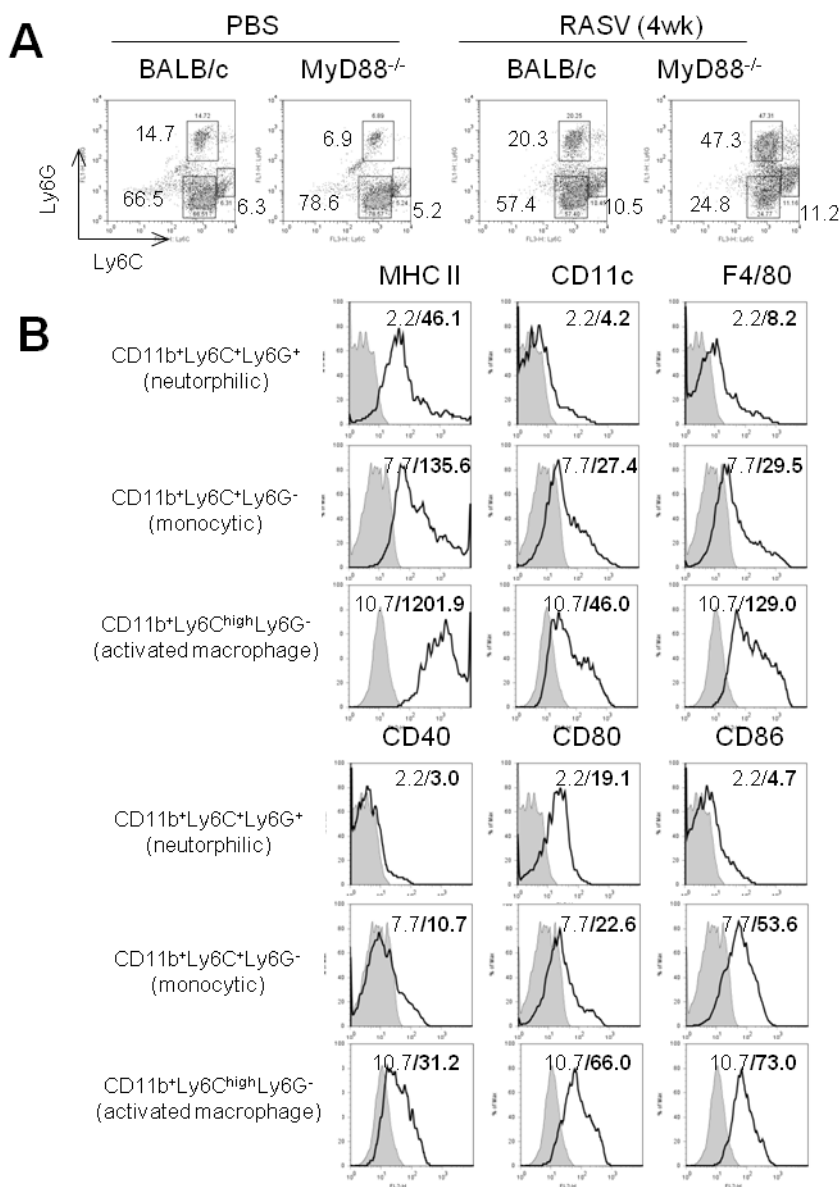 A
PBS
RASV (4wk)
BALB/c MyD88-/- BALB/c MyD88-/-
14.7 6.9 20.3 47.3
66.5 6.3 78.6 5.2 57.4 10.5 24.8 11.2
Ly6G
Ly6C
B
MHC II CD11c F4/80
CD11b+Ly6C+Ly6G+
(neutorphilic)
2.2/46.1 2.2/4.2 2.2/8.2
CD11b+Ly6C+Ly6G-
(monocytic)
7.7/135.6 7.7/27.4 7.7/29.5
CD11b+Ly6ChighLy6G-
(activated macrophage)
10.7/1201.9 10.7/46.0 10.7/129.0
CD40 CD80 CD86
CD11b+Ly6C+Ly6G+
(neutorphilic)
2.2/3.0 2.2/19.1 2.2/4.7
CD11b+Ly6C+Ly6G-
(monocytic)
7.7/10.7 7.7/22.6 7.7/53.6
CD11b+Ly6ChighLy6G-
(activated macrophage)
10.7/31.2 10.7/66.0 10.7/73.0